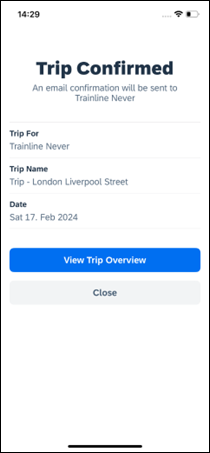 14:29
Trip Confirmed
An email confirmation will be sent to
Trainline Never
Trip For
Trainline Never
Trip Name
Trip - London Liverpool Street
Date
Sat 17. Feb 2024
View Trip Overview
Close